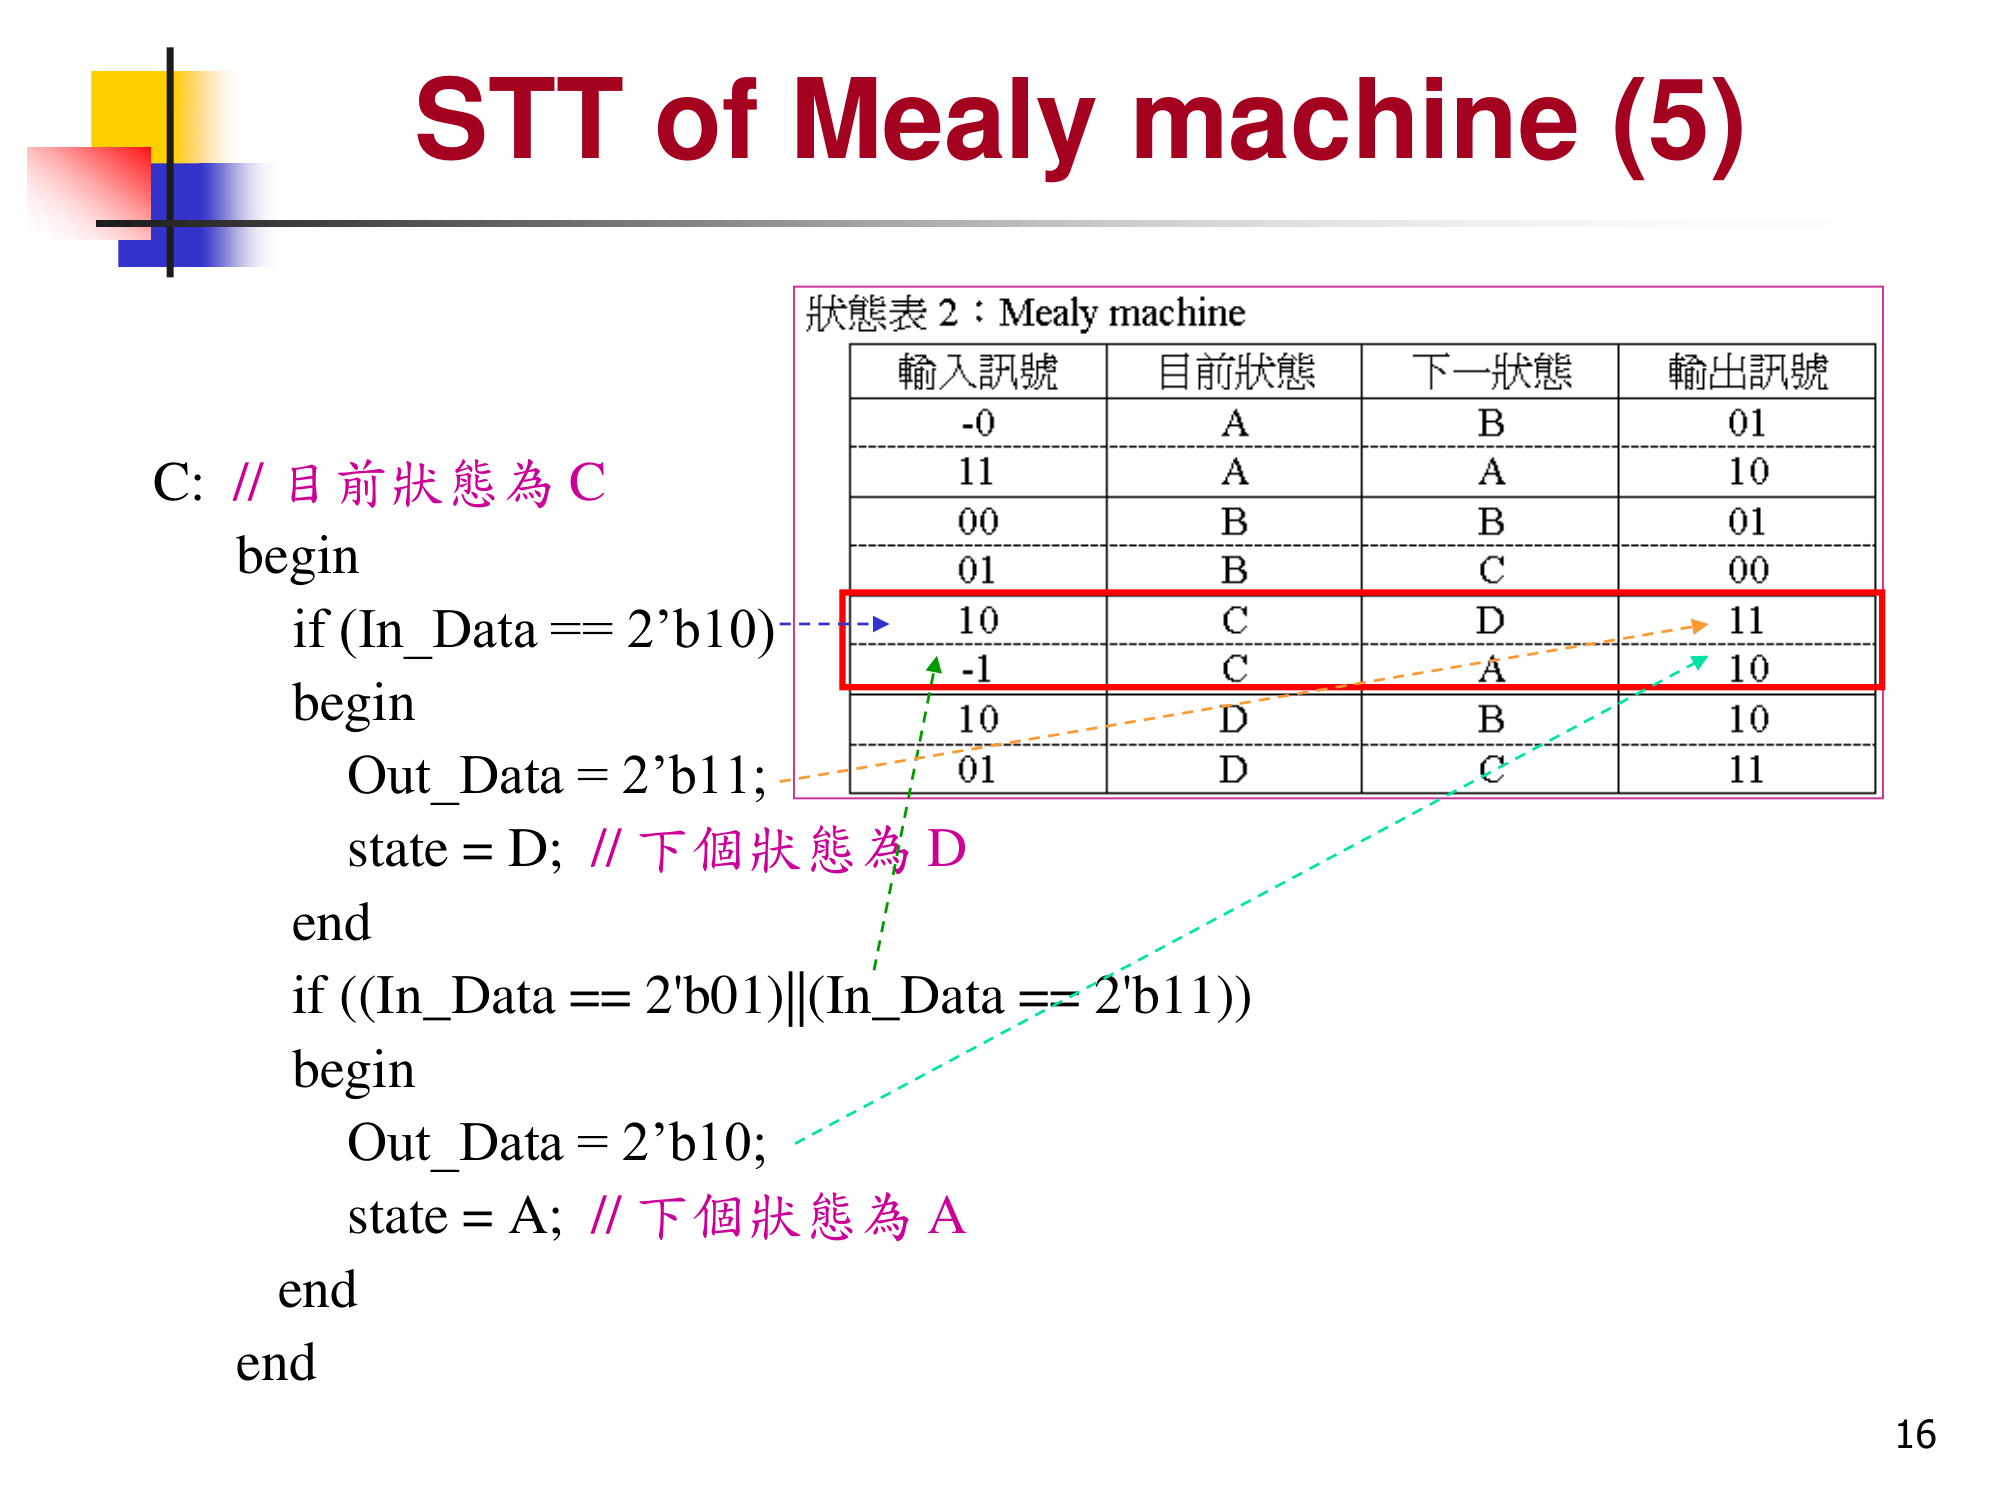 STT of Mealy machine (5)
狀態表 2：Mealy machine
輸入訊號 目前狀態 下一狀態 輸出訊號
-0 A B 01
11 A A 10
00 B B 01
01 B C 00
10 C D 11
-1 C A 10
10 D B 10
01 D C 11
C: // 目前狀態為 C
begin
if (In_Data == 2’b10)
begin
Out_Data = 2’b11;
state = D; // 下個狀態為 D
end
if ((In_Data == 2'b01)||(In_Data == 2'b11))
begin
Out_Data = 2’b10;
state = A; // 下個狀態為 A
end
end
16